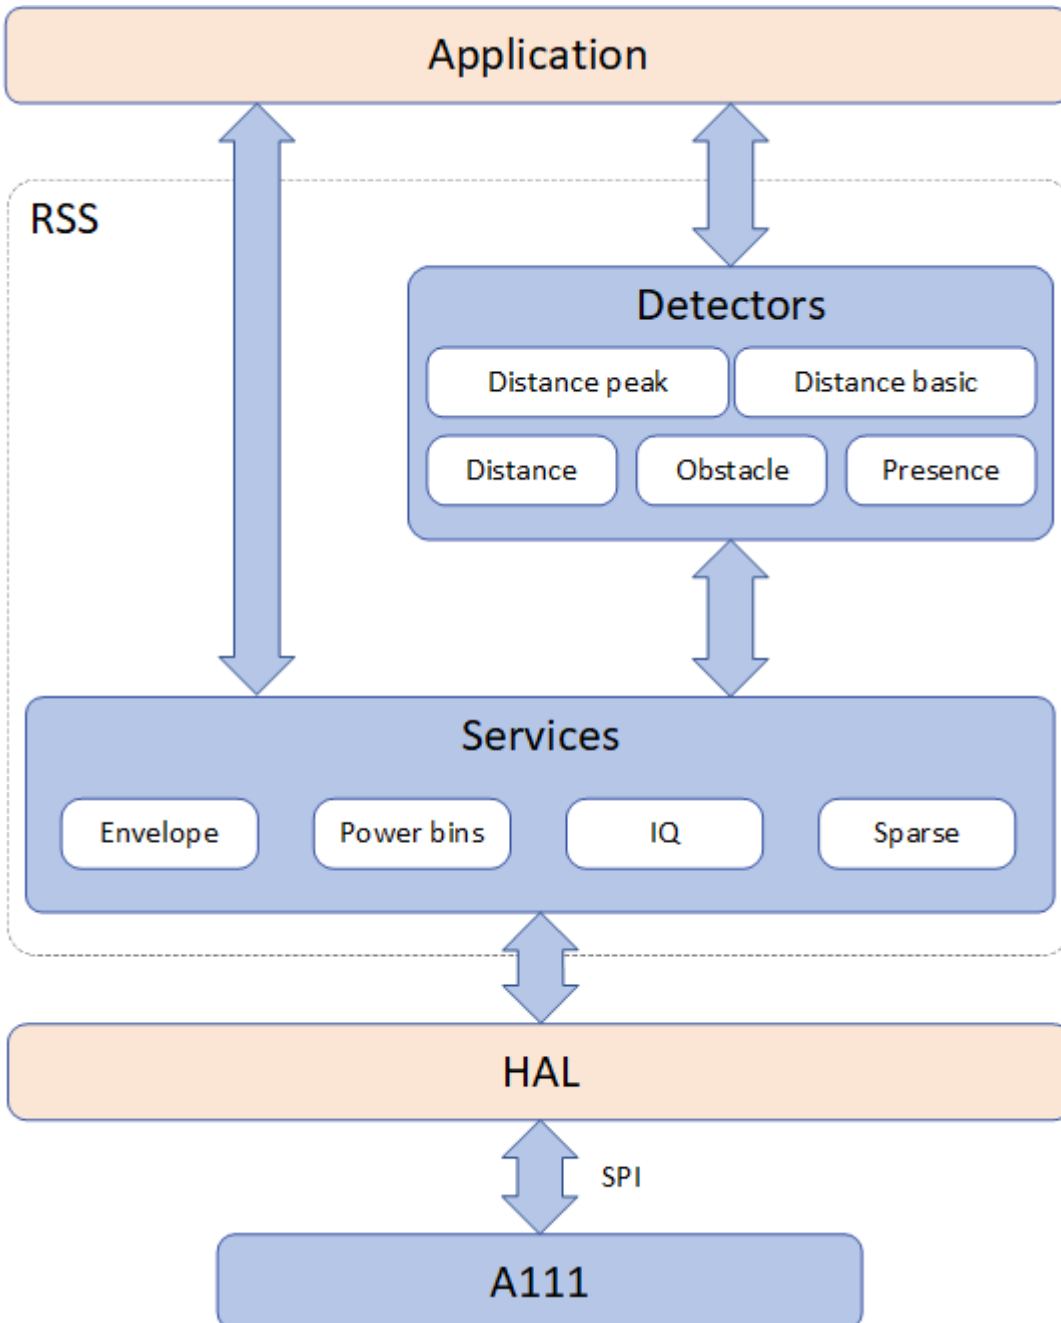 Application
RSS
Detectors
Distance peak
Distance basic
Distance
Obstacle
Presence
Services
Envelope
Power bins
IQ
Sparse
HAL
SPI
A111